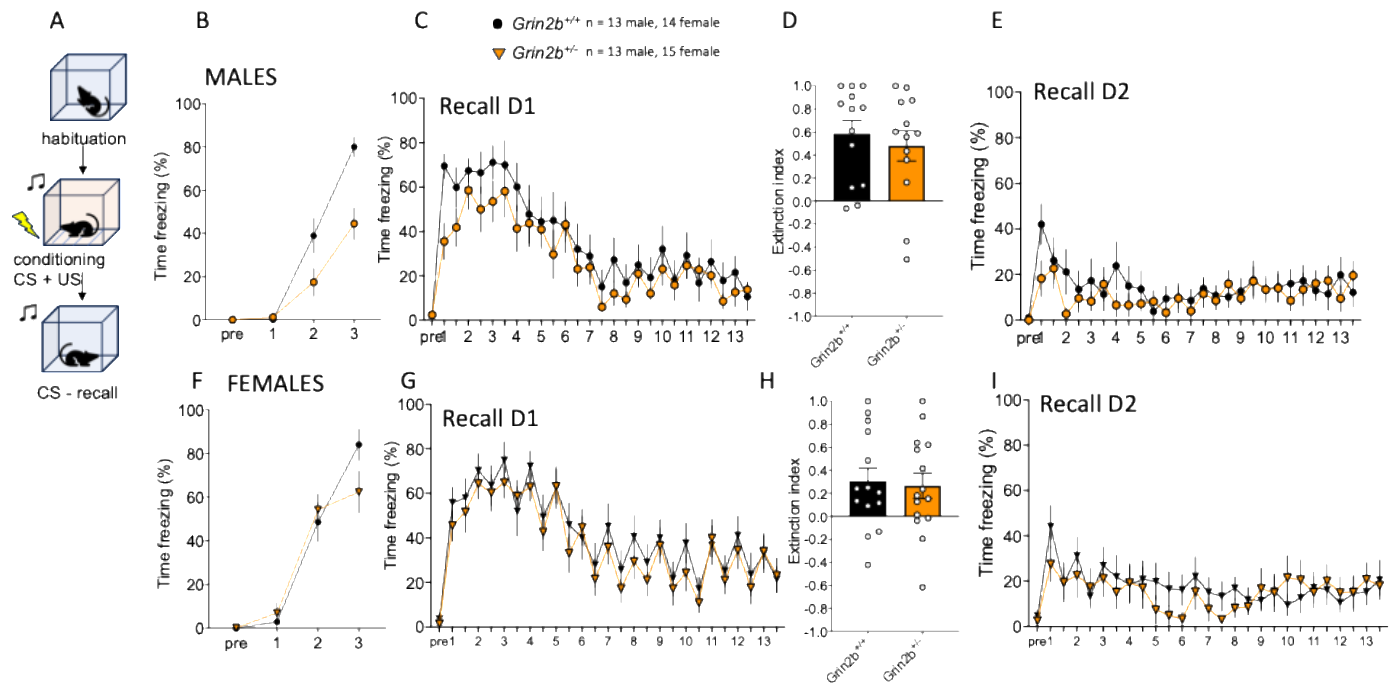 A
habituation
conditioning
CS + US
CS - recall
Grin2b+/+ n = 13 male, 14 female
Grin2b+/- n = 13 male, 15 female
B
MALES
Time freezing (%)
100
80
60
40
20
0
pre 1 2 3
C
Recall D1
Time freezing (%)
100
80
60
40
20
0
pre1 2 3 4 5 6 7 8 9 10 11 12 13
D
Extinction index
1.0
0.8
0.6
0.4
0.2
0.0
-0.2
-0.4
-0.6
-0.8
-1.0
Grin2b+/+
Grin2b+/-
E
Recall D2
Time freezing (%)
100
80
60
40
20
0
pre1 2 3 4 5 6 7 8 9 10 11 12 13
F
FEMALES
Time freezing (%)
100
80
60
40
20
0
pre 1 2 3
G
Recall D1
Time freezing (%)
100
80
60
40
20
0
pre1 2 3 4 5 6 7 8 9 10 11 12 13
H
Extinction index
1.0
0.8
0.6
0.4
0.2
0.0
-0.2
-0.4
-0.6
-0.8
-1.0
Grin2b+/+
Grin2b+/-
I
Recall D2
Time freezing (%)
100
80
60
40
20
0
pre1 2 3 4 5 6 7 8 9 10 11 12 13